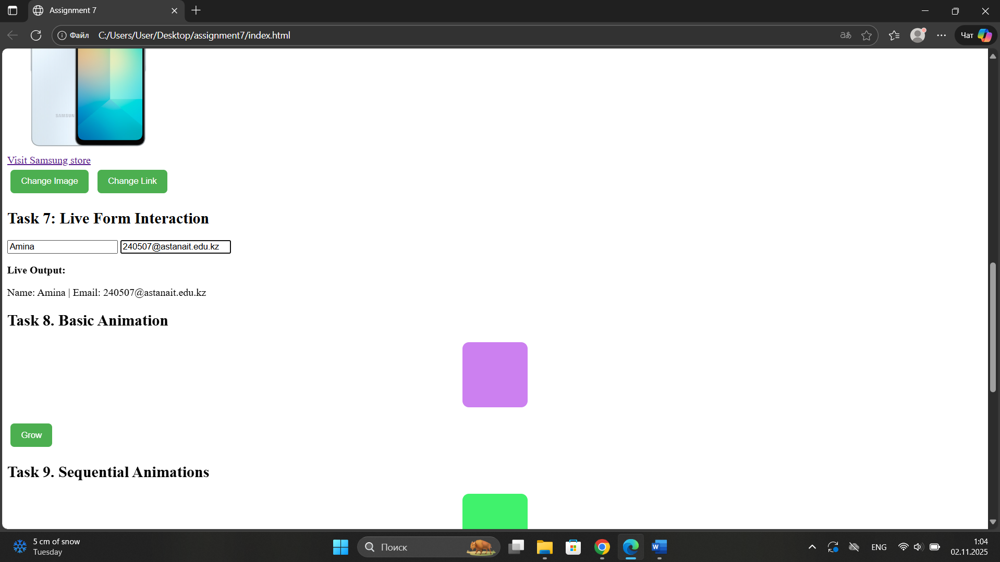 Assignment 7
Файл C:/Users/User/Desktop/assignment7/index.html
aあ
Чат
SAMSUN
Visit Samsung store
Change Image Change Link
Task 7: Live Form Interaction
Amina 240507@astanait.edu.kz
Live Output:
Name: Amina | Email: 240507@astanait.edu.kz
Task 8. Basic Animation
Grow
Task 9. Sequential Animations
5 cm of snow
Tuesday
Поиск
W
ENG
1:04
02.11.2025